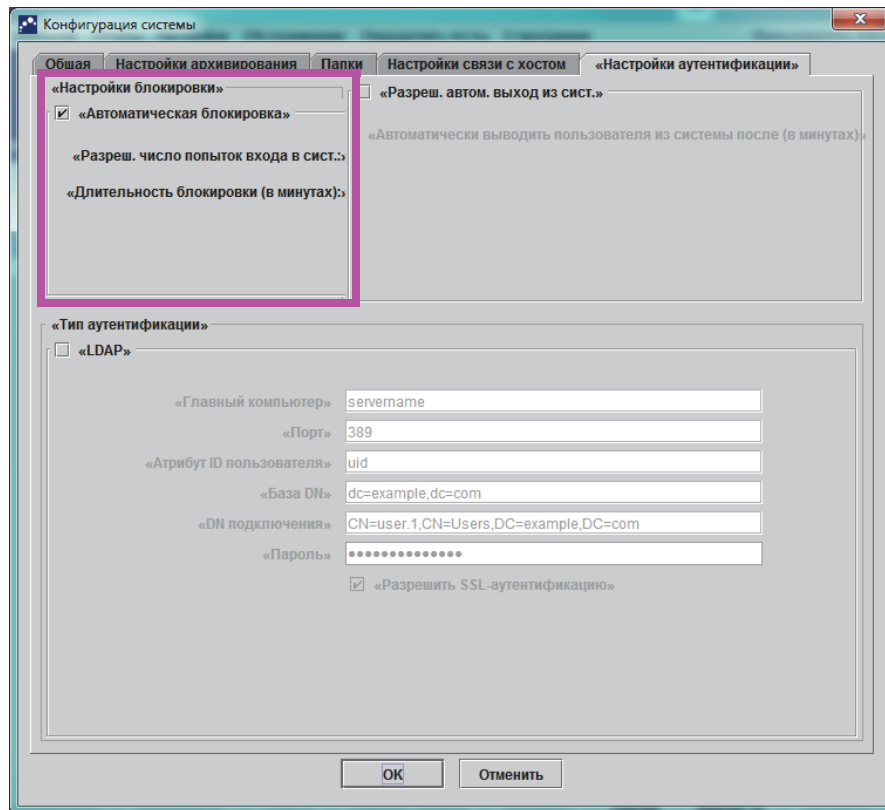 Конфигурация системы
Общая Настройки архивирования Папки Настройки связи с хостом «Настройки аутентификации»
«Настройки блокировки»
«Разреш. автом. выход из сист.»
«Автоматическая блокировка»
«Автоматически выводить пользователя из системы после (в минутах):»
«Разреш. число попыток входа в сист.:»
«Длительность блокировки (в минутах):»
«Тип аутентификации»
«LDAP»
«Главный компьютер» servername
«Порт» 389
«Атрибут ID пользователя» uid
«База DN» dc=example,dc=com
«DN подключения» CN=user.1,CN=Users,DC=example,DC=com
«Пароль» ••••••••••••••
«Разрешить SSL-аутентификацию»
OK Отменить